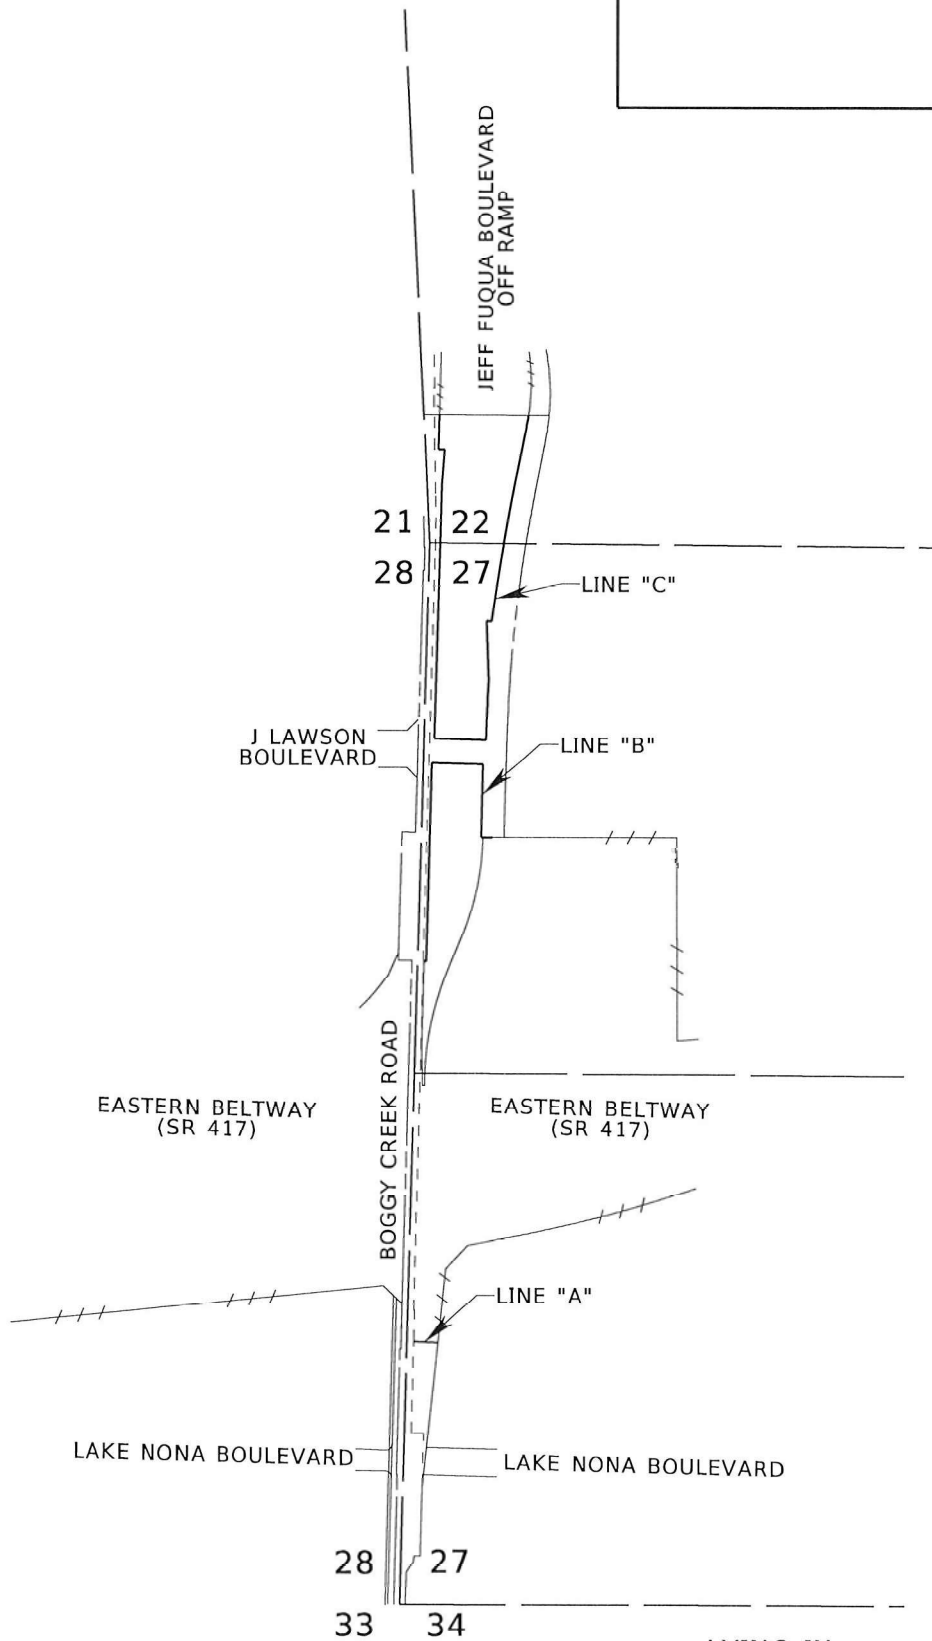 JEFF FUQUA BOULEVARD
OFF RAMP
21 22
28 27
LINE "C"
J LAWSON
BOULEVARD
LINE "B"
BOGGY CREEK ROAD
EASTERN BELTWAY
(SR 417)
EASTERN BELTWAY
(SR 417)
LINE "A"
LAKE NONA BOULEVARD
LAKE NONA BOULEVARD
28 27
33 34